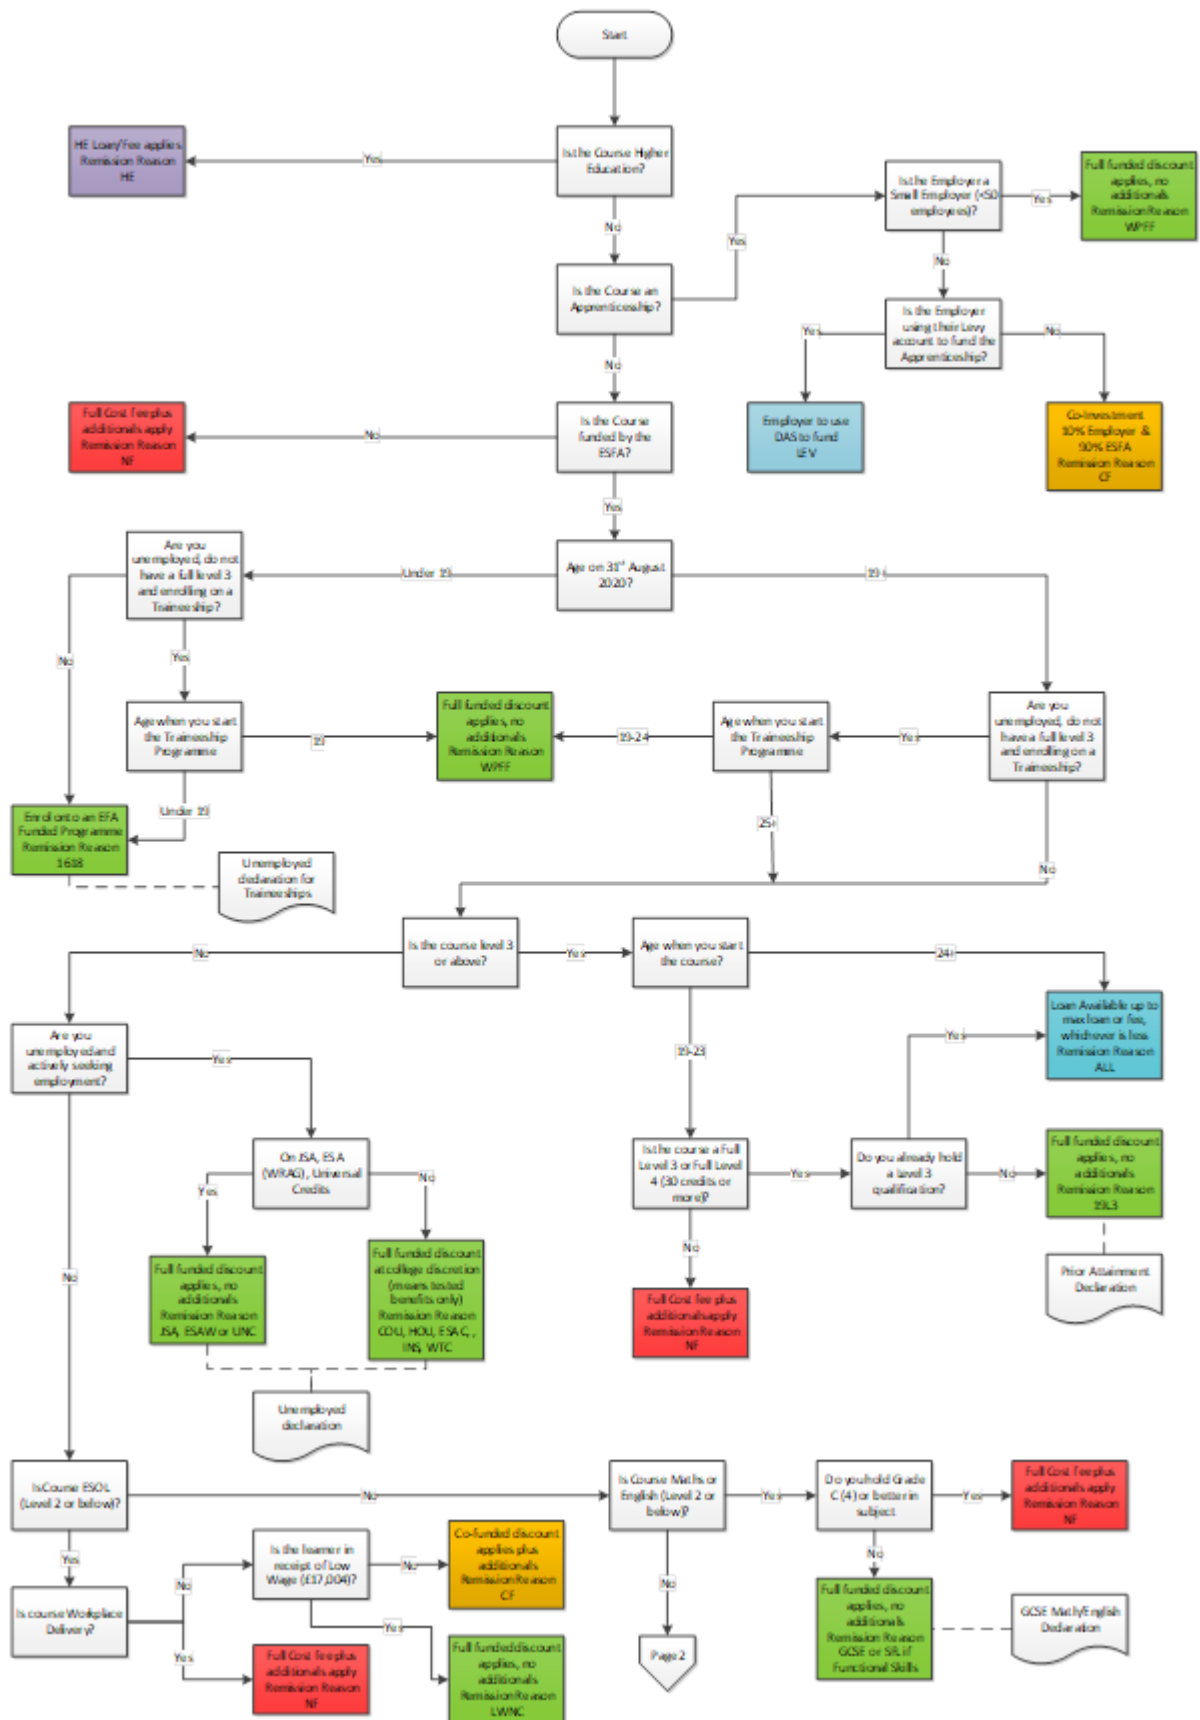 Start
Is the Course Higher
Education?
Yes
HE Loan/Fee applies
Remission Reason
HE
No
Is the Course an
Apprenticeship?
Yes
Is the Employer a
Small Employer (<50
employees)?
Yes
Full funded discount
applies, no
additionals
Remission Reason
WPFF
No
Is the Employer
using their Levy
account to fund the
Apprenticeship?
Yes
No
Employer to use
DAS to fund
LEV
Co-Investment
10% Employer &
90% ESFA
Remission Reason
CF
No
Is the Course
funded by the
ESFA?
No
Full Cost fee plus
additionals apply
Remission Reason
NF
Yes
Age on 31st August
2020?
Under 19
19+
Are you
unemployed, do not
have a full level 3
and enrolling on a
Traineeship?
No
Yes
Age when you start
the Traineeship
Programme
19
Under 19
Full funded discount
applies, no
additionals
Remission Reason
WPFF
19-24
Age when you start
the Traineeship
Programme
25+
Yes
Are you
unemployed, do not
have a full level 3
and enrolling on a
Traineeship?
No
Enrol onto an EFA
Funded Programme
Remission Reason
1618
Unemployed
declaration for
Traineeships
Is the course level 3
or above?
No
Yes
Age when you start
the course?
24+
19-23
Loan Available up to
max loan or fee,
whichever is less
Remission Reason
ALL
Are you
unemployed and
actively seeking
employment?
Yes
No
On JSA, ESA
(WRAG), Universal
Credits
Yes
No
Full funded discount
applies, no
additionals
Remission Reason
JSA, ESAW or UNC
Full funded discount
at college discretion
(means tested
benefits only)
Remission Reason
COU, HOU, ESAC, ,
INS, WTC
Unemployed
declaration
Is the course a Full
Level 3 or Full Level
4 (30 credits or
more)?
Yes
Do you already hold
a Level 3
qualification?
Yes
No
Full funded discount
applies, no
additionals
Remission Reason
19L3
Prior Attainment
Declaration
No
Full Cost fee plus
additionals apply
Remission Reason
NF
Is Course ESOL
(Level 2 or below)?
No
Yes
Is course Workplace
Delivery?
No
Yes
Is the learner in
receipt of Low
Wage (£17,004)?
No
Yes
Co-funded discount
applies plus
additionals
Remission Reason
CF
Full Cost fee plus
additionals apply
Remission Reason
NF
Full funded discount
applies, no
additionals
Remission Reason
LWNC
Is Course Maths or
English (Level 2 or
below)?
Yes
No
Page 2
Do you hold Grade
C (4) or better in
subject
Yes
No
Full Cost fee plus
additionals apply
Remission Reason
NF
Full funded discount
applies, no
additionals
Remission Reason
GCSE or SFL if
Functional Skills
GCSE Math/English
Declaration